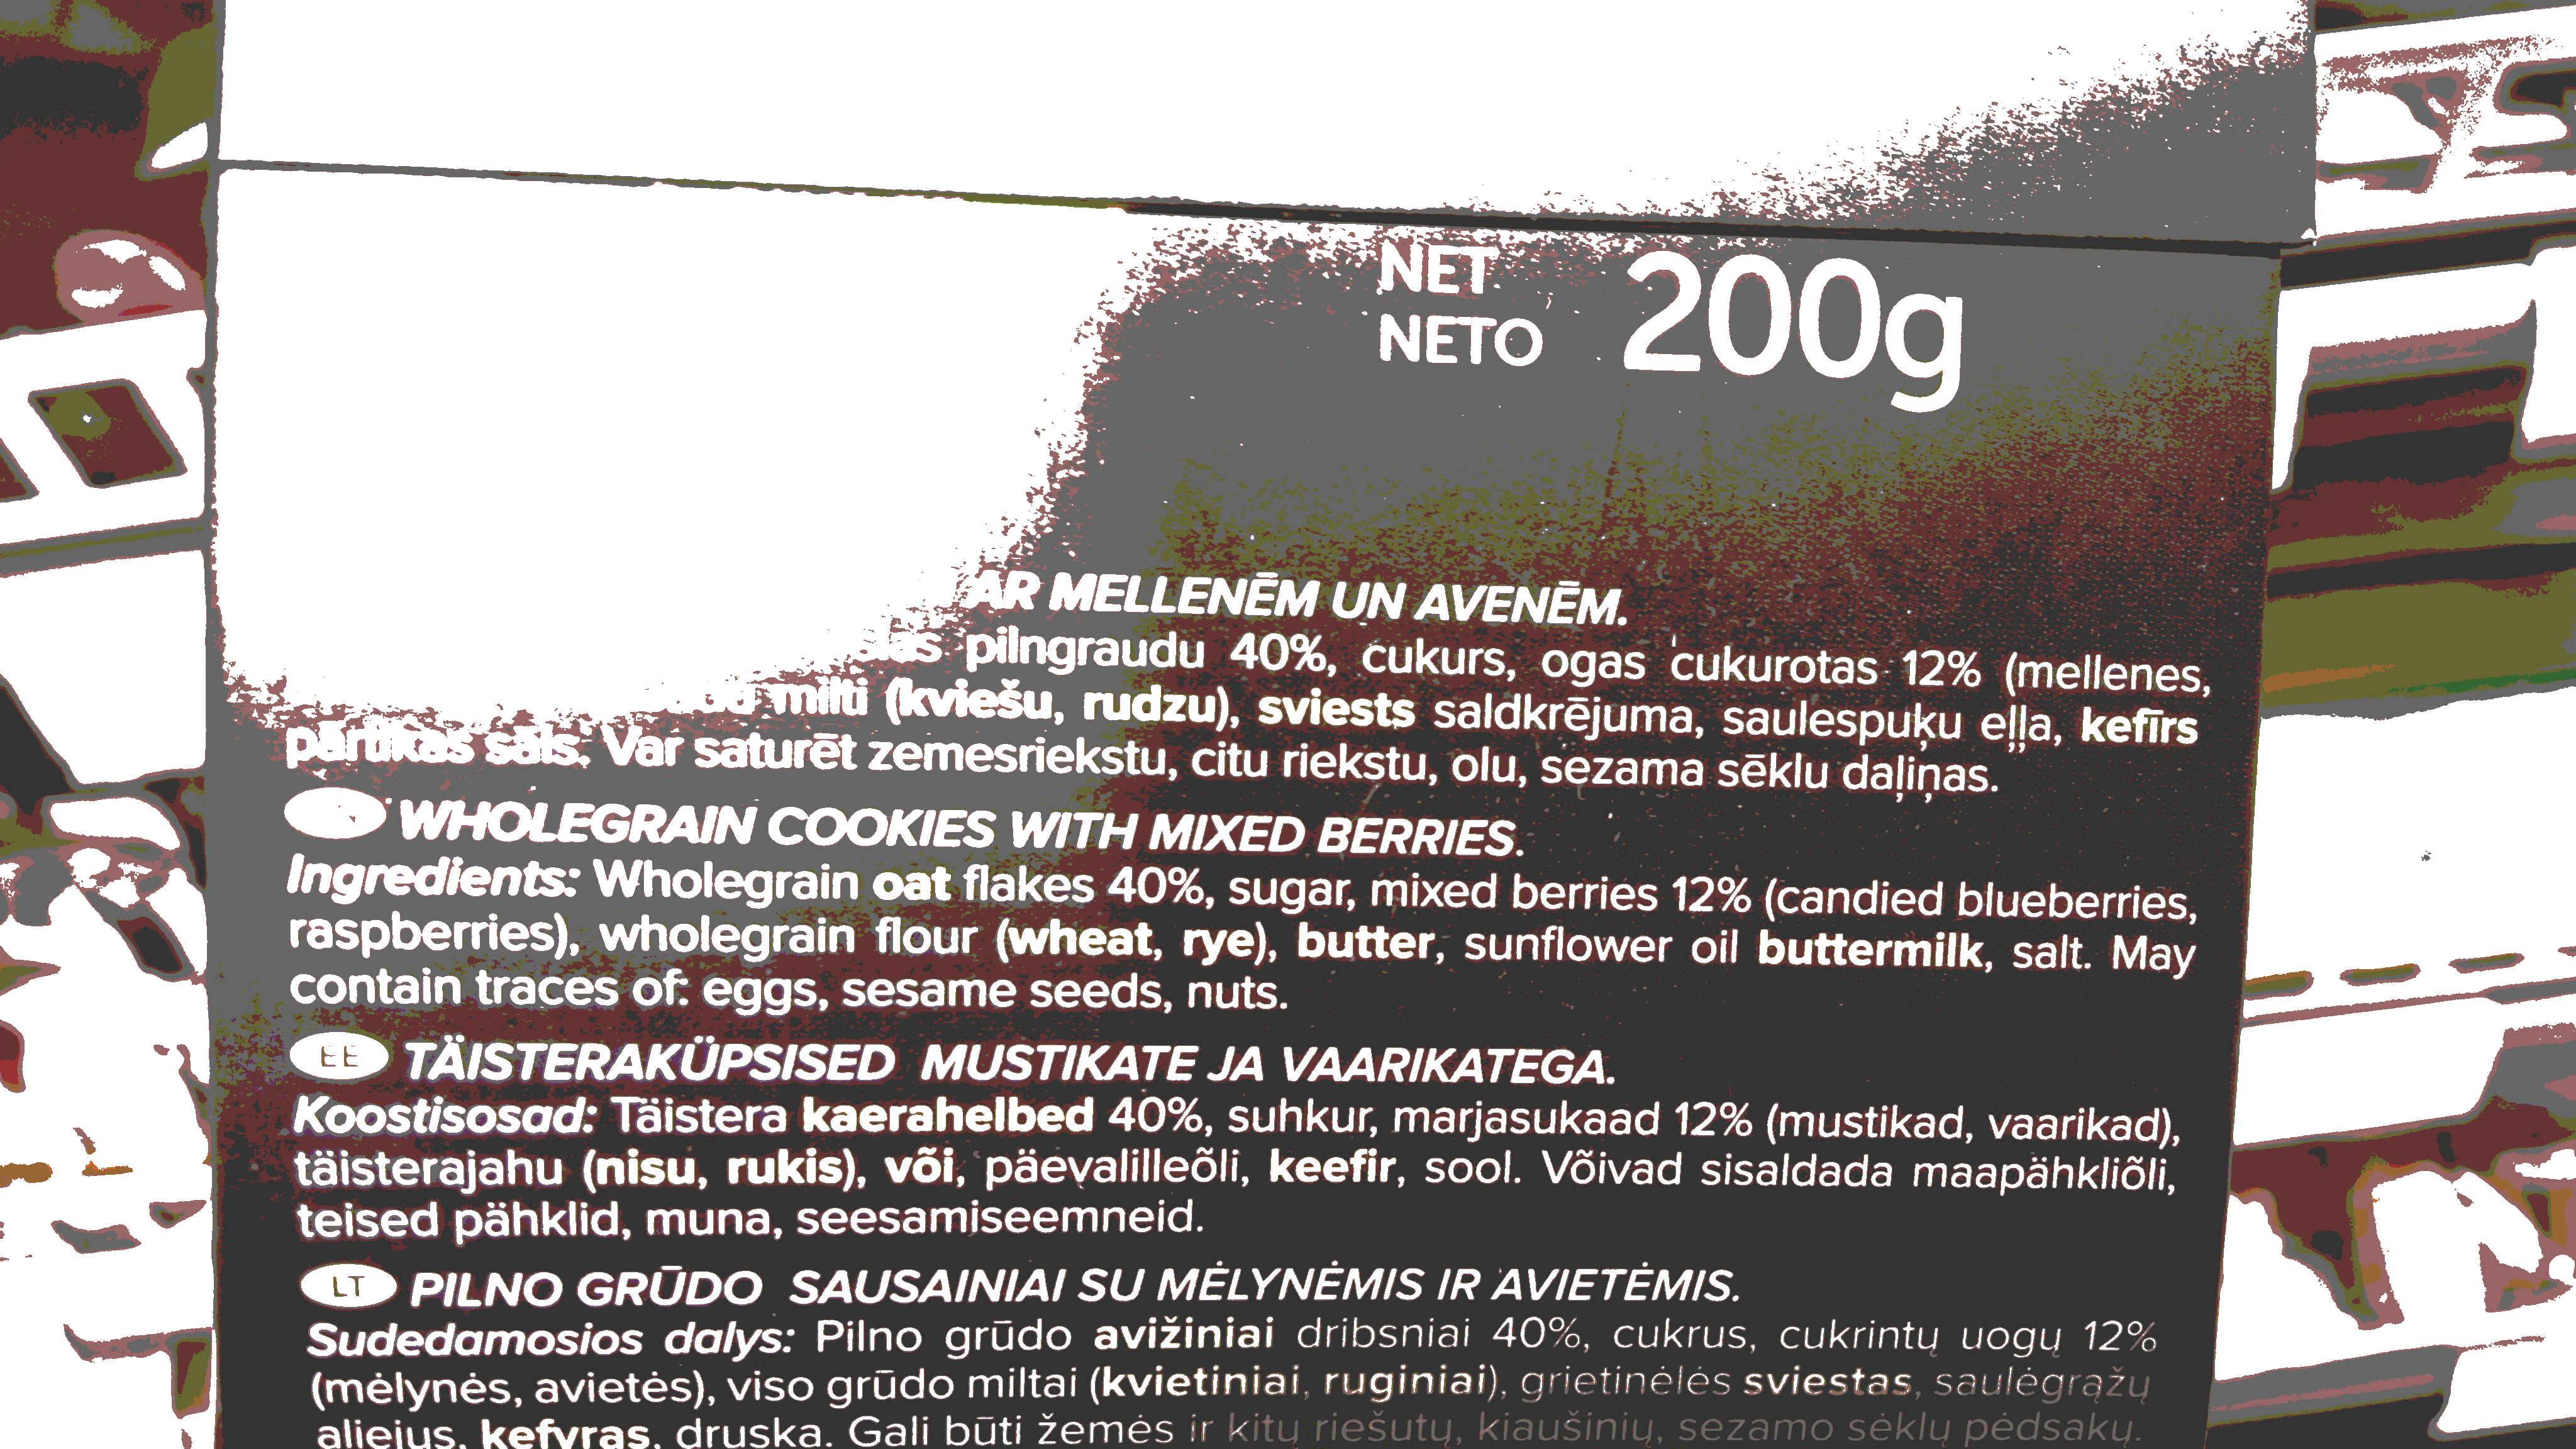 NET
NETO
200g
AR MELLENĒM UN AVENĒM.
pilngraudu 40%, cukurs, ogas cukurotas 12% (mellenes,
milti (kviešu, rudzu), sviests saldkrējuma, saulespuķu eļļa, kefīrs
pārtikas sāls. Var saturēt zemesriekstu, citu riekstu, olu, sezama sēklu daļiņas.
WHOLEGRAIN COOKIES WITH MIXED BERRIES.
Ingredients: Wholegrain oat flakes 40%, sugar, mixed berries 12% (candied blueberries,
raspberries), wholegrain flour (wheat, rye), butter, sunflower oil buttermilk, salt. May
contain traces of: eggs, sesame seeds, nuts.
EE TÄISTERAKÜPSISED MUSTIKATE JA VAARIKATEGA.
Koostisosad: Täistera kaerahelbed 40%, suhkur, marjasukaad 12% (mustikad, vaarikad),
täisterajahu (nisu, rukis), või, päevalilleõli, keefir, sool. Võivad sisaldada maapähkliõli,
teised pähklid, muna, seesamiseemneid.
LT PILNO GRŪDO SAUSAINIAI SU MĖLYNĖMIS IR AVIETĖMIS.
Sudedamosios dalys: Pilno grūdo avižiniai dribsniai 40%, cukrus, cukrintų uogų 12%
(mėlynės, avietės), viso grūdo miltai (kvietiniai, ruginiai), grietinėlės sviestas, saulėgrąžų
aliejus, kefyras, druska. Gali būti žemės ir kitų riešutų, kiaušinių, sezamo sėklų pėdsakų.